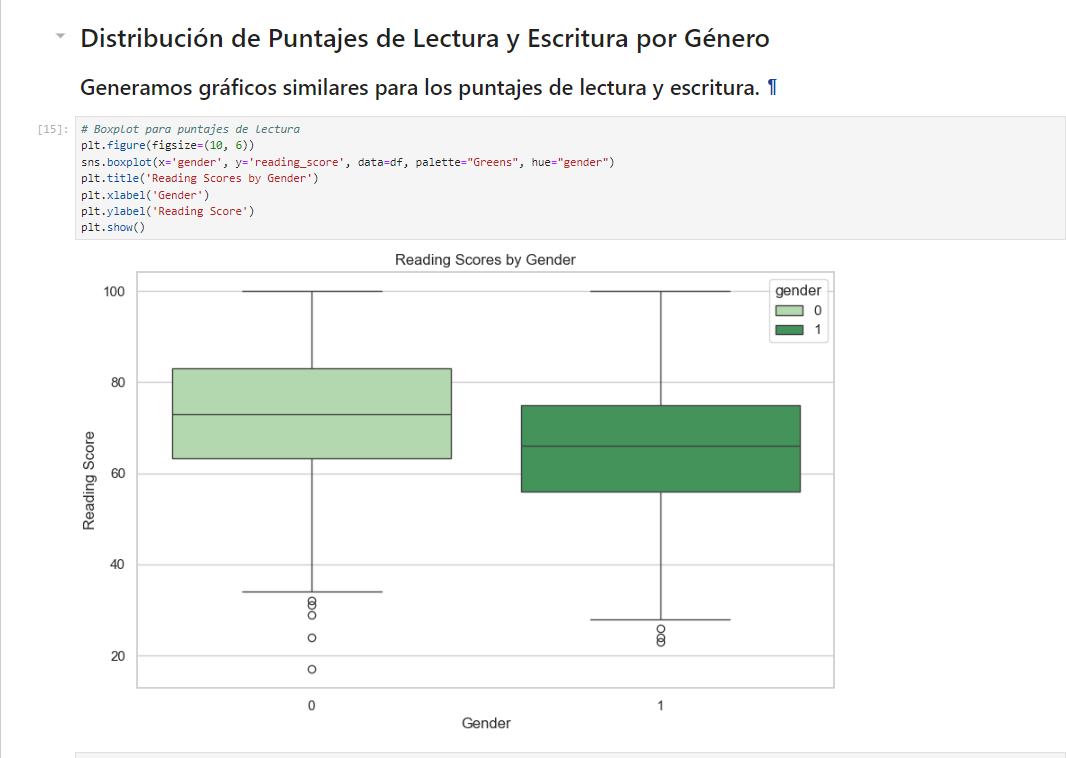 Distribución de Puntajes de Lectura y Escritura por Género
Generamos gráficos similares para los puntajes de lectura y escritura. ¶
[15]:
# Boxplot para puntajes de lectura
plt.figure(figsize=(10, 6))
sns.boxplot(x='gender', y='reading_score', data=df, palette="Greens", hue="gender")
plt.title('Reading Scores by Gender')
plt.xlabel('Gender')
plt.ylabel('Reading Score')
plt.show()
Reading Scores by Gender
gender
0
1
100
80
60
40
20
Reading Score
0
1
Gender